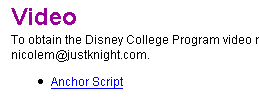 Video
To obtain the Disney College Program video r
nicolem@justknight.com.
Anchor Script